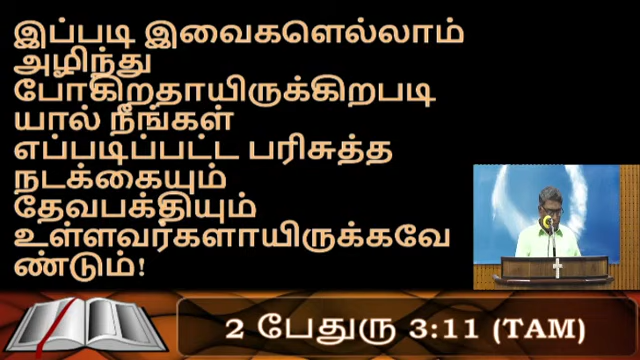 இப்படி இவைகளெல்லாம்
அழிந்து
போகிறதாயிருக்கிறபடி
யால் நீங்கள்
எப்படிப்பட்ட பரிசுத்த
நடக்கையும்
தேவபக்தியும்
உள்ளவர்களாயிருக்கவே
ண்டும்!
2 பேதுரு 3:11 (TAM)